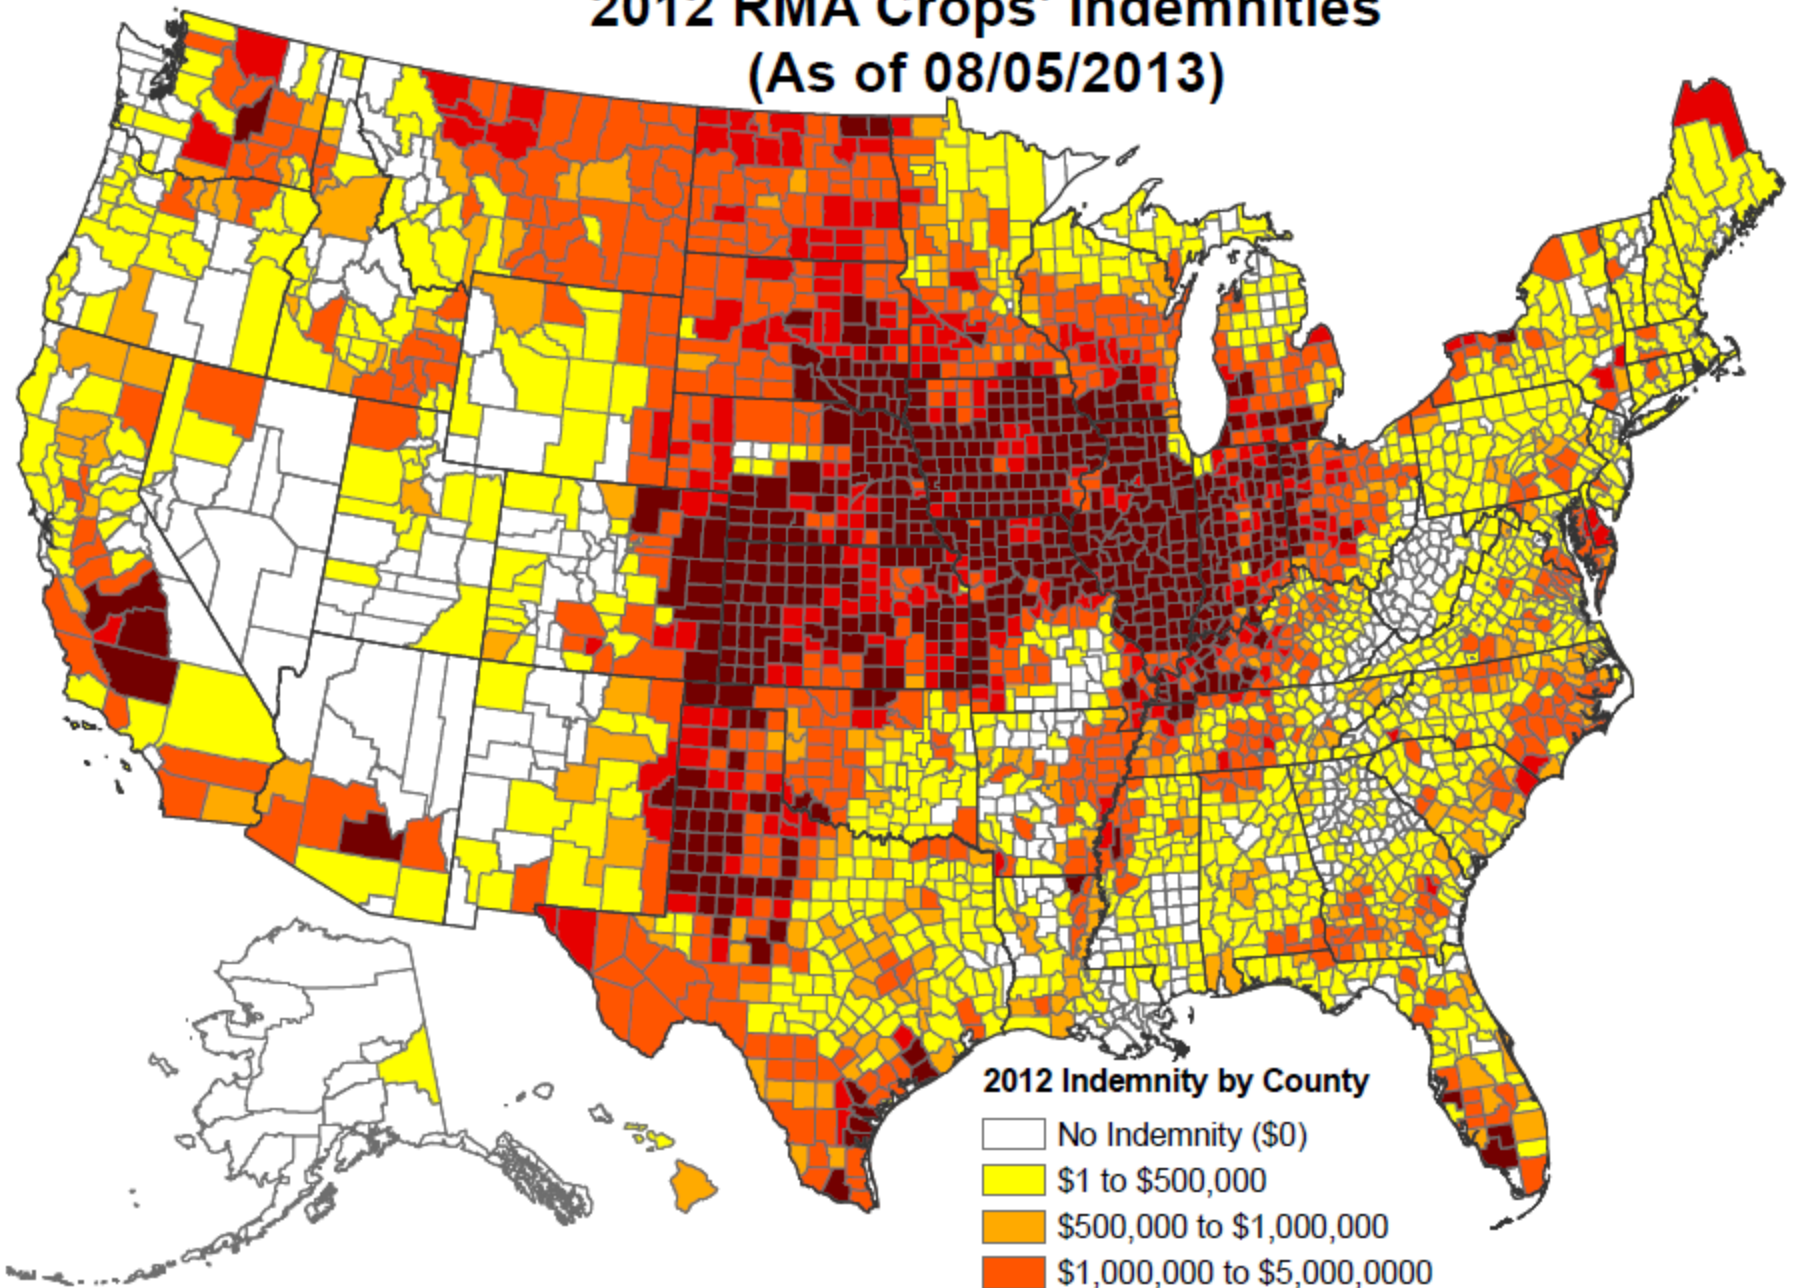 2012 RMA Crops' Indemnities
(As of 08/05/2013)
2012 Indemnity by County
No Indemnity ($0)
$1 to $500,000
$500,000 to $1,000,000
$1,000,000 to $5,000,0000